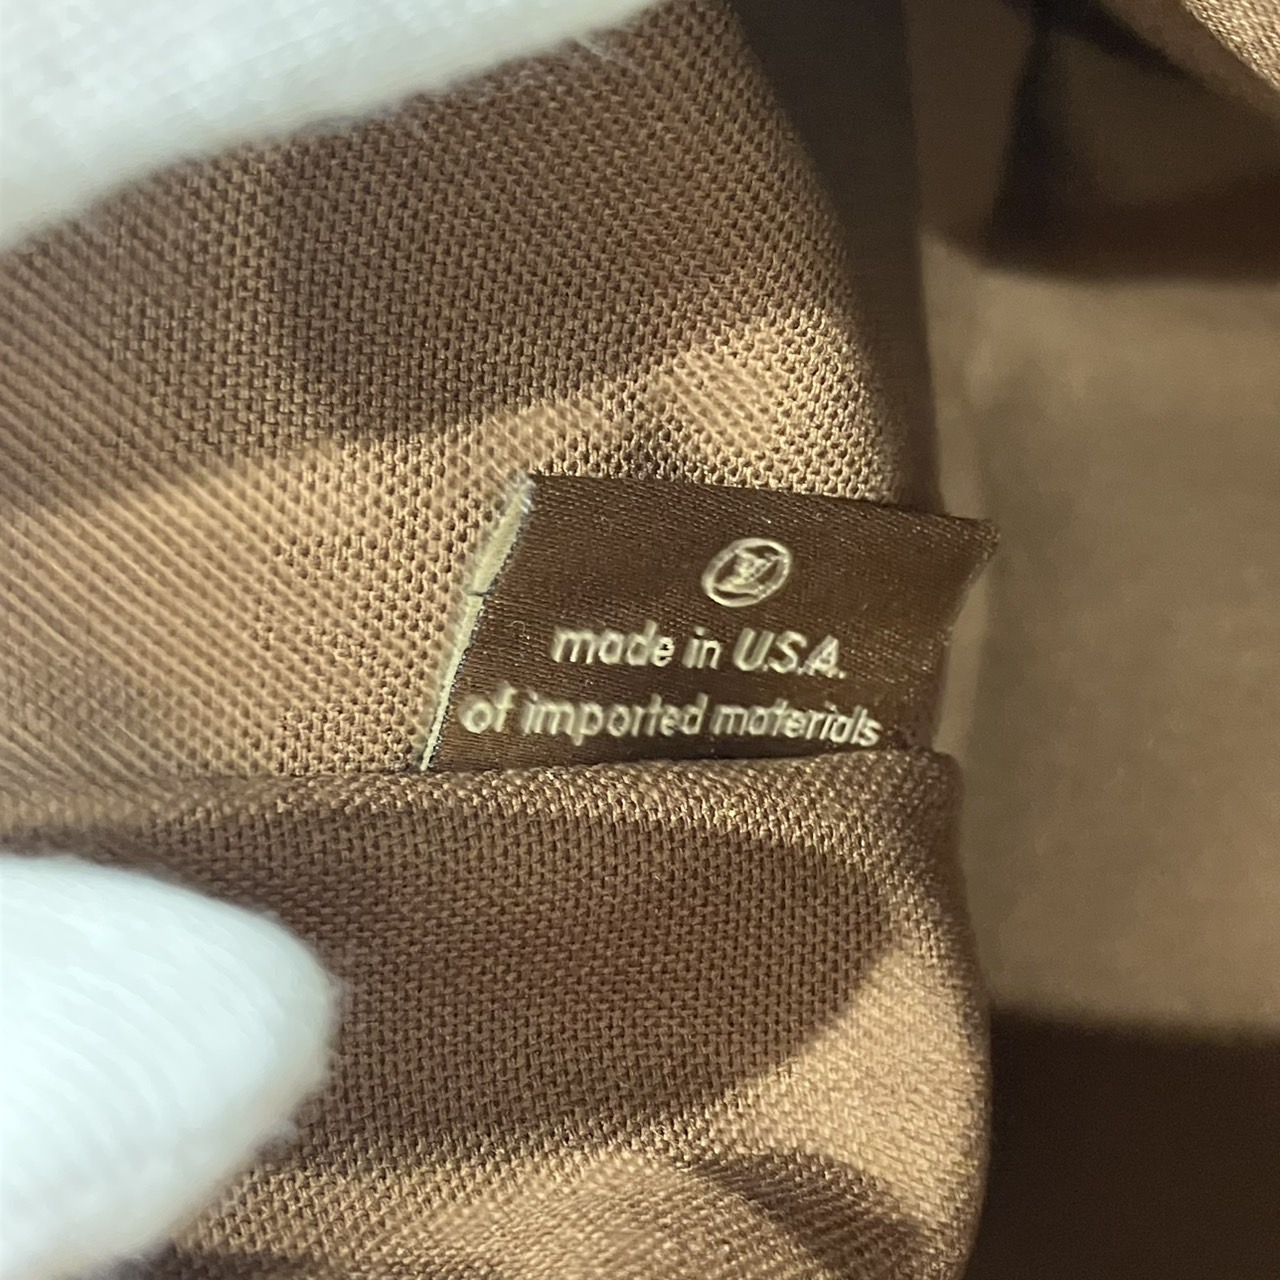 LV
made in U.S.A.
of imported materials